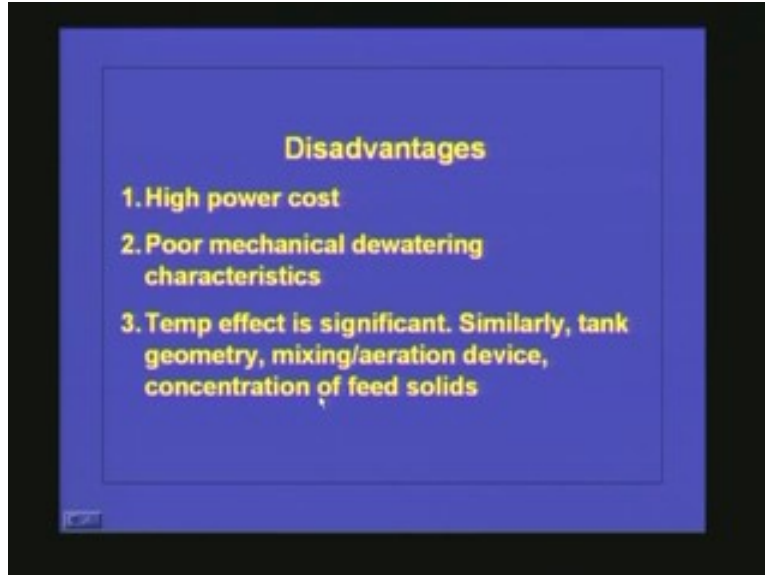 Disadvantages
1. High power cost
2. Poor mechanical dewatering
characteristics
3. Temp effect is significant. Similarly, tank
geometry, mixing/aeration device,
concentration of feed solids